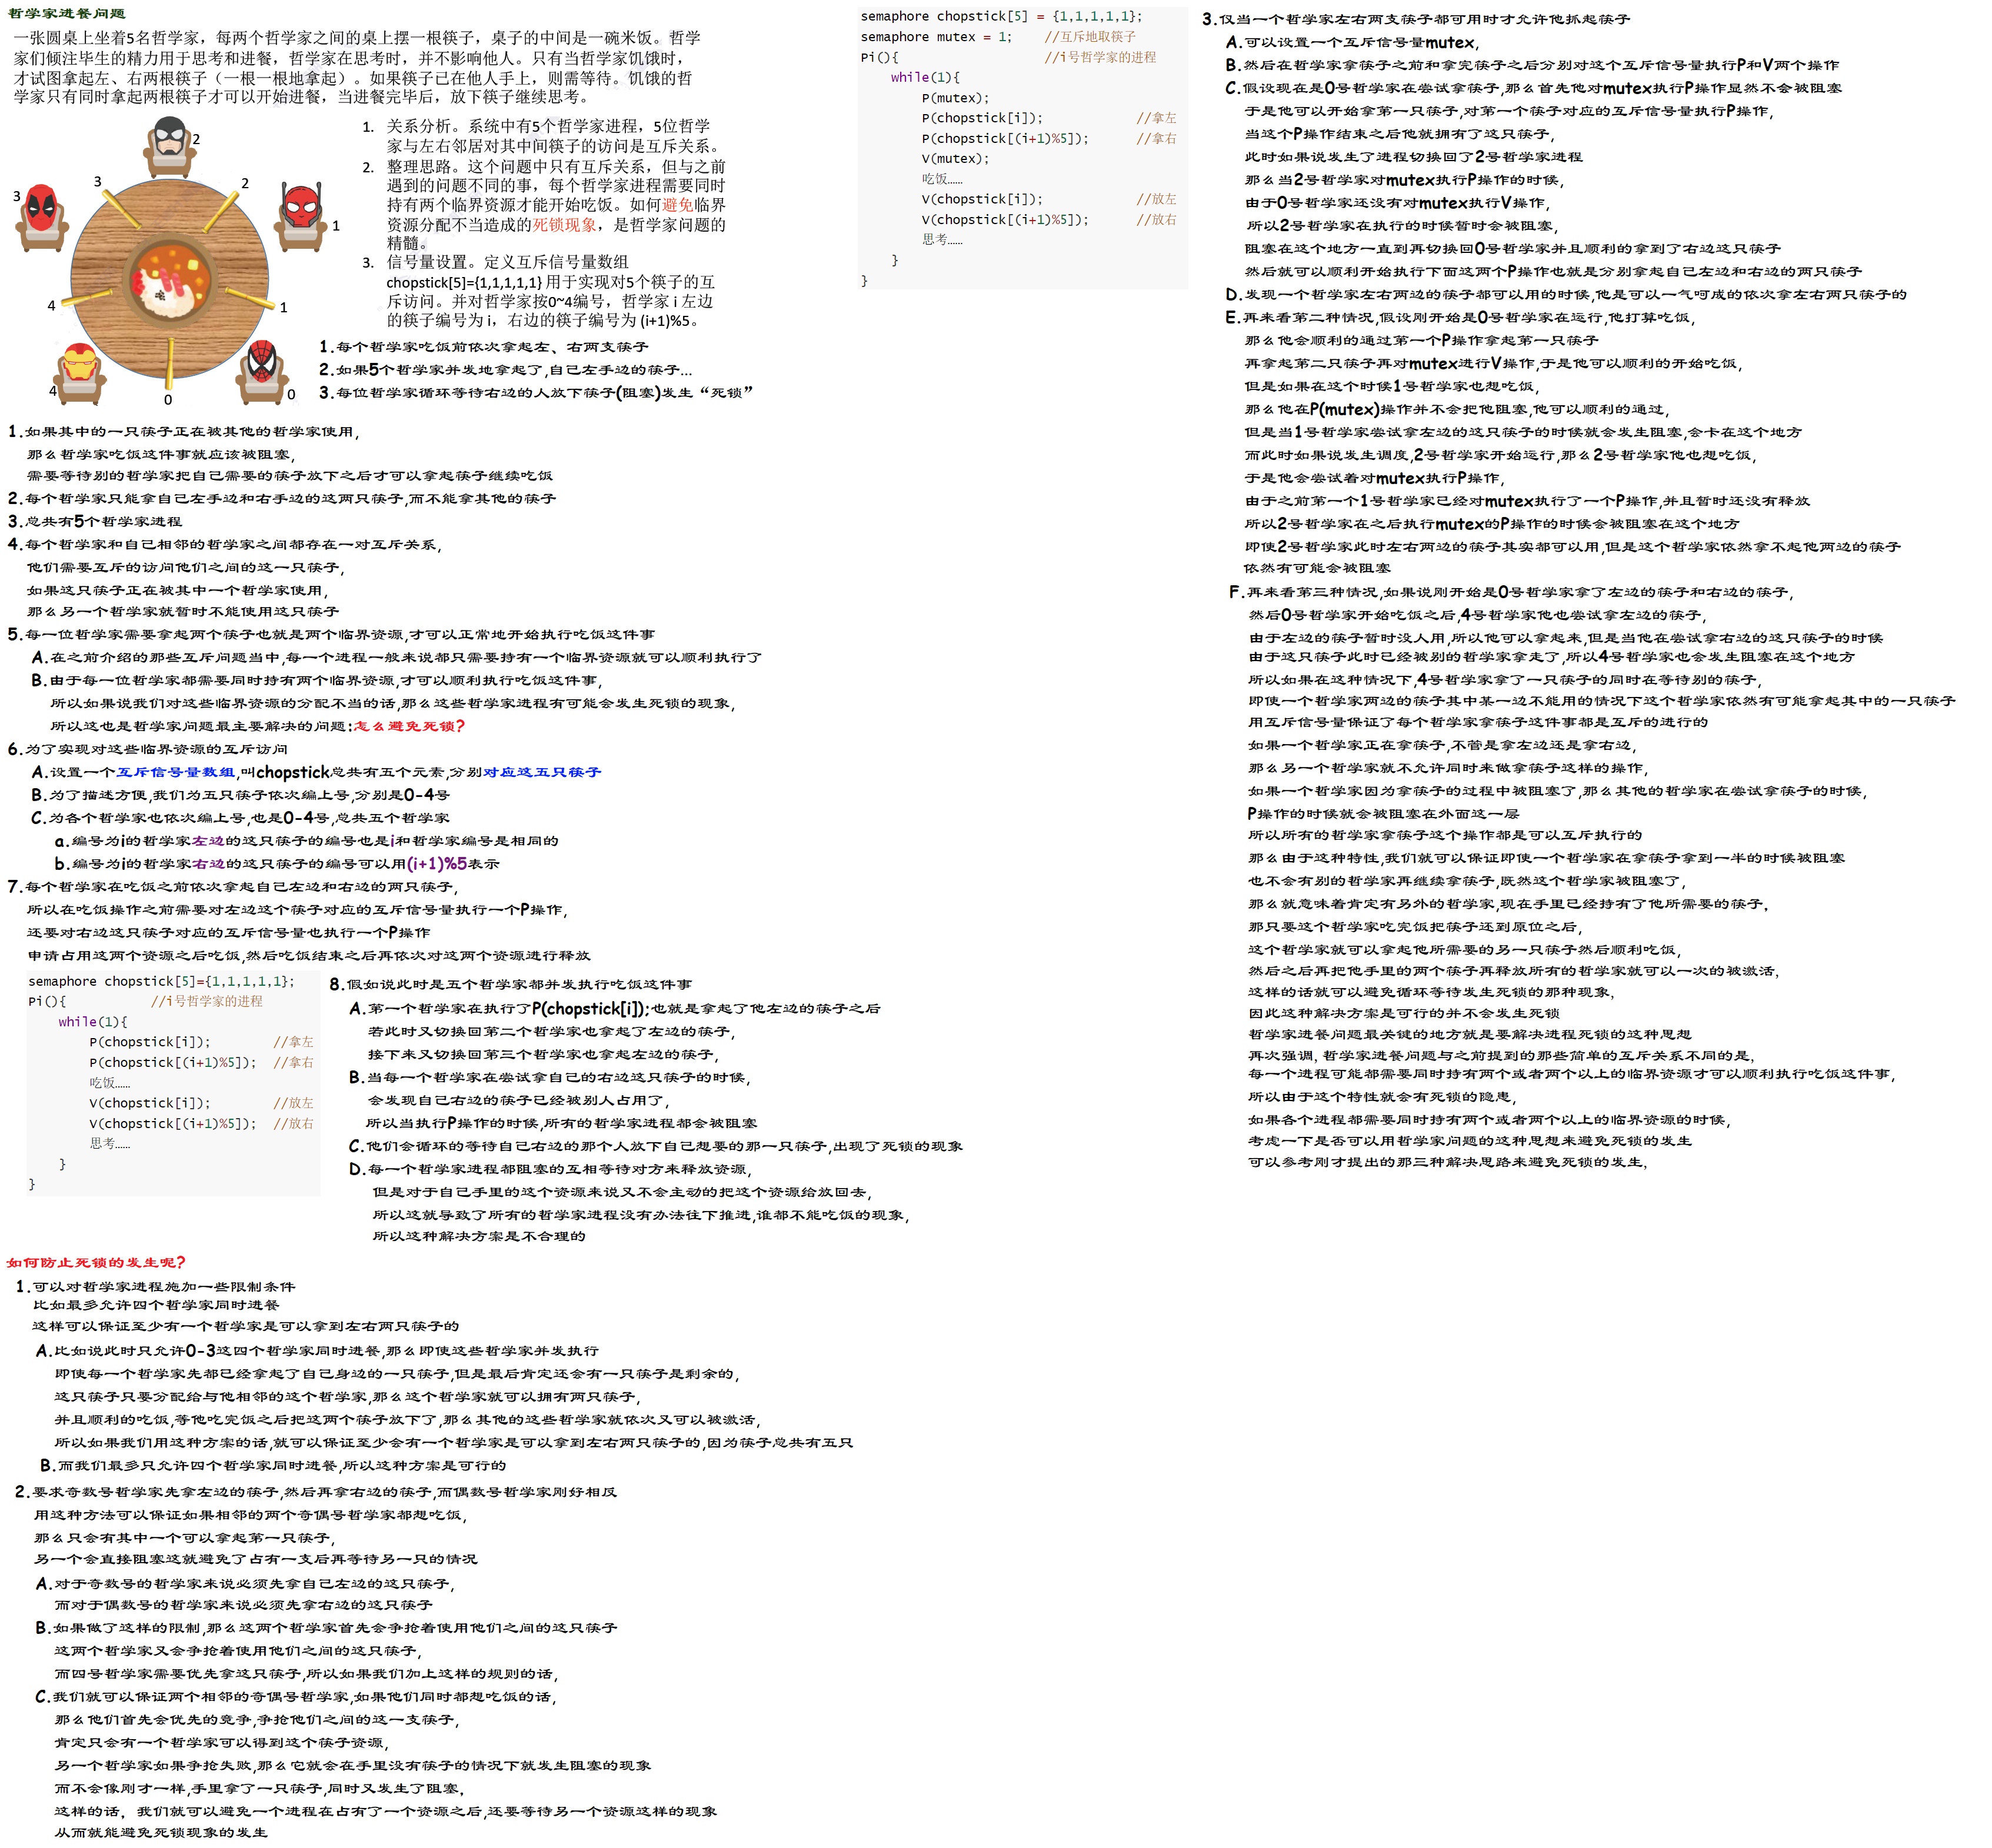 哲学家进餐问题
一张圆桌上坐着5名哲学家，每两个哲学家之间的桌上摆一根筷子，桌子的中间是一碗米饭。哲学
家们倾注毕生的精力用于思考和进餐，哲学家在思考时，并不影响他人。只有当哲学家饥饿时，
才试图拿起左、右两根筷子（一根一根地拿起）。如果筷子已在他人手上，则需等待。饥饿的哲
学家只有同时拿起两根筷子才可以开始进餐，当进餐完毕后，放下筷子继续思考。
2
3
2
3
1
4
1
4
0
0
1. 关系分析。系统中有5个哲学家进程，5位哲学
家与左右邻居对其中间筷子的访问是互斥关系。
2. 整理思路。这个问题中只有互斥关系，但与之前
遇到的问题不同的事，每个哲学家进程需要同时
持有两个临界资源才能开始吃饭。如何避免临界
资源分配不当造成的死锁现象，是哲学家问题的
精髓。
3. 信号量设置。定义互斥信号量数组
chopstick[5]={1,1,1,1,1} 用于实现对5个筷子的互
斥访问。并对哲学家按0~4编号，哲学家 i 左边
的筷子编号为 i，右边的筷子编号为 (i+1)%5。
1.每个哲学家吃饭前依次拿起左、右两支筷子
2.如果5个哲学家并发地拿起了,自己左手边的筷子...
3.每位哲学家循环等待右边的人放下筷子(阻塞)发生“死锁”
1.如果其中的一只筷子正在被其他的哲学家使用,
那么哲学家吃饭这件事就应该被阻塞,
需要等待别的哲学家把自己需要的筷子放下之后才可以拿起筷子继续吃饭
2.每个哲学家只能拿自己左手边和右手边的这两只筷子,而不能拿其他的筷子
3.总共有5个哲学家进程
4.每个哲学家和自己相邻的哲学家之间都存在一对互斥关系,
他们需要互斥的访问他们之间的这一只筷子,
如果这只筷子正在被其中一个哲学家使用,
那么另一个哲学家就暂时不能使用这只筷子
5.每一位哲学家需要拿起两个筷子也就是两个临界资源,才可以正常地开始执行吃饭这件事
A.在之前介绍的那些互斥问题当中,每一个进程一般来说都只需要持有一个临界资源就可以顺利执行了
B.由于每一位哲学家都需要同时持有两个临界资源,才可以顺利执行吃饭这件事,
所以如果说我们对这些临界资源的分配不当的话,那么这些哲学家进程有可能会发生死锁的现象,
所以这也是哲学家问题最主要解决的问题:怎么避免死锁?
6.为了实现对这些临界资源的互斥访问
A.设置一个互斥信号量数组,叫chopstick总共有五个元素,分别对应这五只筷子
B.为了描述方便,我们为五只筷子依次编上号,分别是0-4号
C.为各个哲学家也依次编上号,也是0-4号,总共五个哲学家
a.编号为i的哲学家左边的这只筷子的编号也是i和哲学家编号是相同的
b.编号为i的哲学家右边的这只筷子的编号可以用(i+1)%5表示
7.每个哲学家在吃饭之前依次拿起自己左边和右边的两只筷子,
所以在吃饭操作之前需要对左边这个筷子对应的互斥信号量执行一个P操作,
还要对右边这只筷子对应的互斥信号量也执行一个P操作
申请占用这两个资源之后吃饭,然后吃饭结束之后再依次对这两个资源进行释放
semaphore chopstick[5]={1,1,1,1,1};
Pi(){ //i号哲学家的进程
while(1){
P(chopstick[i]); //拿左
P(chopstick[(i+1)%5]); //拿右
吃饭……
V(chopstick[i]); //放左
V(chopstick[(i+1)%5]); //放右
思考……
}
}
8.假如说此时是五个哲学家都并发执行吃饭这件事
A.第一个哲学家在执行了P(chopstick[i]);也就是拿起了他左边的筷子之后
若此时又切换回第二个哲学家也拿起了左边的筷子,
接下来又切换回第三个哲学家也拿起左边的筷子,
B.当每一个哲学家在尝试拿自己的右边这只筷子的时候,
会发现自己右边的筷子已经被别人占用了,
所以当执行P操作的时候,所有的哲学家进程都会被阻塞
C.他们会循环的等待自己右边的那个人放下自己想要的那一只筷子,出现了死锁的现象
D.每一个哲学家进程都阻塞的互相等待对方来释放资源,
但是对于自己手里的这个资源来说又不会主动的把这个资源给放回去,
所以这就导致了所有的哲学家进程没有办法往下推进,谁都不能吃饭的现象,
所以这种解决方案是不合理的
如何防止死锁的发生呢?
1.可以对哲学家进程施加一些限制条件
比如最多允许四个哲学家同时进餐
这样可以保证至少有一个哲学家是可以拿到左右两只筷子的
A.比如说此时只允许0-3这四个哲学家同时进餐,那么即使这些哲学家并发执行
即使每一个哲学家先都已经拿起了自己身边的一只筷子,但是最后肯定还会有一只筷子是剩余的,
这只筷子只要分配给与他相邻的这个哲学家,那么这个哲学家就可以拥有两只筷子,
并且顺利的吃饭,等他吃完饭之后把这两个筷子放下了,那么其他的这些哲学家就依次又可以被激活,
所以如果我们用这种方案的话,就可以保证至少会有一个哲学家是可以拿到左右两只筷子的,因为筷子总共有五只
B.而我们最多只允许四个哲学家同时进餐,所以这种方案是可行的
2.要求奇数号哲学家先拿左边的筷子,然后再拿右边的筷子,而偶数号哲学家刚好相反
用这种方法可以保证如果相邻的两个奇偶号哲学家都想吃饭,
那么只会有其中一个可以拿起第一只筷子,
另一个会直接阻塞这就避免了占有一支后再等待另一只的情况
A.对于奇数号的哲学家来说必须先拿自己左边的这只筷子,
而对于偶数号的哲学家来说必须先拿右边的这只筷子
B.如果做了这样的限制,那么这两个哲学家首先会争抢着使用他们之间的这只筷子
这两个哲学家又会争抢着使用他们之间的这只筷子,
而四号哲学家需要优先拿这只筷子,所以如果我们加上这样的规则的话,
C.我们就可以保证两个相邻的奇偶号哲学家,如果他们同时都想吃饭的话,
那么他们首先会优先的竞争,争抢他们之间的这一支筷子,
肯定只会有一个哲学家可以得到这个筷子资源,
另一个哲学家如果争抢失败,那么它就会在手里没有筷子的情况下就发生阻塞的现象
而不会像刚才一样,手里拿了一只筷子,同时又发生了阻塞,
这样的话，我们就可以避免一个进程在占有了一个资源之后,还要等待另一个资源这样的现象
从而就能避免死锁现象的发生
semaphore chopstick[5] = {1,1,1,1,1};
semaphore mutex = 1; //互斥地取筷子
Pi(){ //i号哲学家的进程
while(1){
P(mutex);
P(chopstick[i]); //拿左
P(chopstick[(i+1)%5]); //拿右
V(mutex);
吃饭……
V(chopstick[i]); //放左
V(chopstick[(i+1)%5]); //放右
思考……
}
}
3.仅当一个哲学家左右两支筷子都可用时才允许他抓起筷子
A.可以设置一个互斥信号量mutex,
B.然后在哲学家拿筷子之前和拿完筷子之后分别对这个互斥信号量执行P和V两个操作
C.假设现在是0号哲学家在尝试拿筷子,那么首先他对mutex执行P操作显然不会被阻塞
于是他可以开始拿第一只筷子,对第一个筷子对应的互斥信号量执行P操作,
当这个P操作结束之后他就拥有了这只筷子,
此时如果说发生了进程切换回了2号哲学家进程
那么当2号哲学家对mutex执行P操作的时候,
由于0号哲学家还没有对mutex执行V操作,
所以2号哲学家在执行的时候暂时会被阻塞,
阻塞在这个地方一直到再切换回0号哲学家并且顺利的拿到了右边这只筷子
然后就可以顺利开始执行下面这两个P操作也就是分别拿起自己左边和右边的两只筷子
D.发现一个哲学家左右两边的筷子都可以用的时候,他是可以一气呵成的依次拿左右两只筷子的
E.再来看第二种情况,假设刚开始是0号哲学家在运行,他打算吃饭,
那么他会顺利的通过第一个P操作拿起第一只筷子
再拿起第二只筷子再对mutex进行V操作,于是他可以顺利的开始吃饭,
但是如果在这个时候1号哲学家也想吃饭,
那么他在P(mutex)操作并不会把他阻塞,他可以顺利的通过,
但是当1号哲学家尝试拿左边的这只筷子的时候就会发生阻塞,会卡在这个地方
而此时如果说发生调度,2号哲学家开始运行,那么2号哲学家他也想吃饭,
于是他会尝试着对mutex执行P操作,
由于之前第一个1号哲学家已经对mutex执行了一个P操作,并且暂时还没有释放
所以2号哲学家在之后执行mutex的P操作的时候会被阻塞在这个地方
即使2号哲学家此时左右两边的筷子其实都可以用,但是这个哲学家依然拿不起他两边的筷子
依然有可能会被阻塞
F.再来看第三种情况,如果说刚开始是0号哲学家拿了左边的筷子和右边的筷子,
然后0号哲学家开始吃饭之后,4号哲学家他也尝试拿左边的筷子,
由于左边的筷子暂时没人用,所以他可以拿起来,但是当他在尝试拿右边的这只筷子的时候
由于这只筷子此时已经被别的哲学家拿走了,所以4号哲学家也会发生阻塞在这个地方
所以如果在这种情况下,4号哲学家拿了一只筷子的同时在等待别的筷子,
即使一个哲学家两边的筷子其中某一边不能用的情况下这个哲学家依然有可能拿起其中的一只筷子
用互斥信号量保证了每个哲学家拿筷子这件事都是互斥的进行的
如果一个哲学家正在拿筷子,不管是拿左边还是拿右边,
那么另一个哲学家就不允许同时来做拿筷子这样的操作,
如果一个哲学家因为拿筷子的过程中被阻塞了,那么其他的哲学家在尝试拿筷子的时候,
P操作的时候就会被阻塞在外面这一层
所以所有的哲学家拿筷子这个操作都是可以互斥执行的
那么由于这种特性,我们就可以保证即使一个哲学家在拿筷子拿到一半的时候被阻塞
也不会有别的哲学家再继续拿筷子,既然这个哲学家被阻塞了,
那么就意味着肯定有另外的哲学家,现在手里已经持有了他所需要的筷子,
那只要这个哲学家吃完饭把筷子还到原位之后,
这个哲学家就可以拿起他所需要的另一只筷子然后顺利吃饭,
然后之后再把他手里的两个筷子再释放所有的哲学家就可以一次的被激活,
这样的话就可以避免循环等待发生死锁的那种现象,
因此这种解决方案是可行的并不会发生死锁
哲学家进餐问题最关键的地方就是要解决进程死锁的这种思想
再次强调, 哲学家进餐问题与之前提到的那些简单的互斥关系不同的是,
每一个进程可能都需要同时持有两个或者两个以上的临界资源才可以顺利执行吃饭这件事,
所以由于这个特性就会有死锁的隐患,
如果各个进程都需要同时持有两个或者两个以上的临界资源的时候,
考虑一下是否可以用哲学家问题的这种思想来避免死锁的发生
可以参考刚才提出的那三种解决思路来避免死锁的发生,